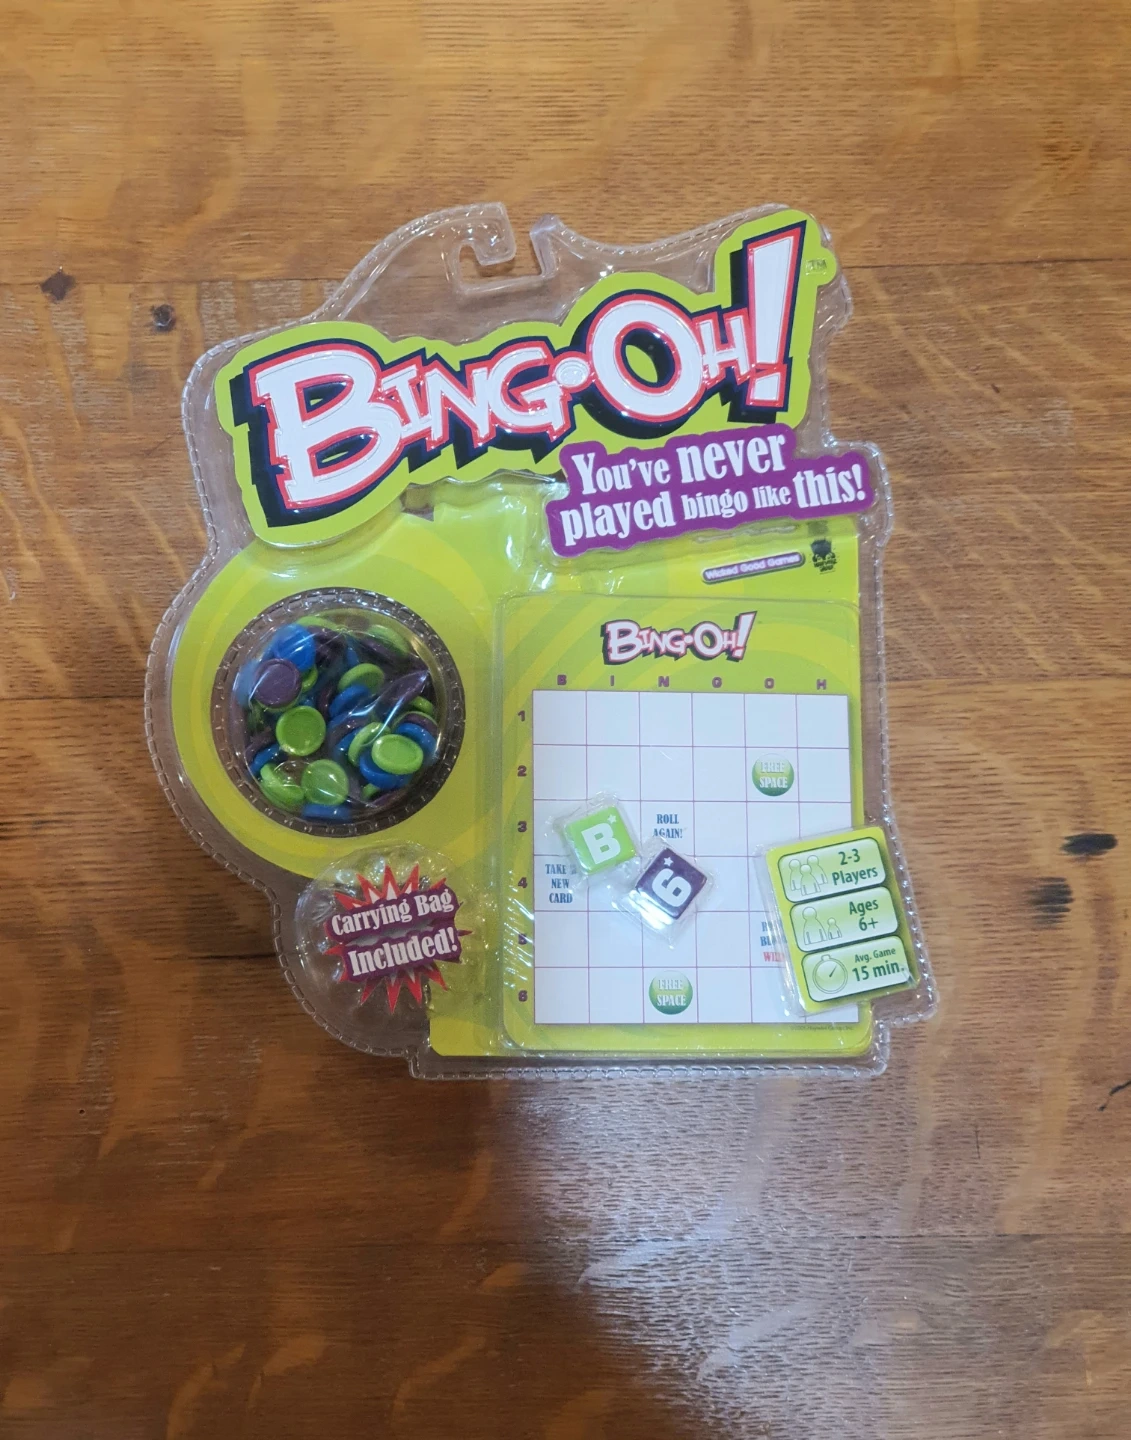 BING•OH!
TM
You've never
played bingo like this!
Wicked Good Games
BING•OH!
B I N G O H
1
2
FREE
SPACE
3
ROLL
AGAIN!
B
4
TAKE
NEW
CARD
6
5
6
FREE
SPACE
2-3
Players
Ages
6+
Avg. Game
15 min.
Carrying Bag
Included!